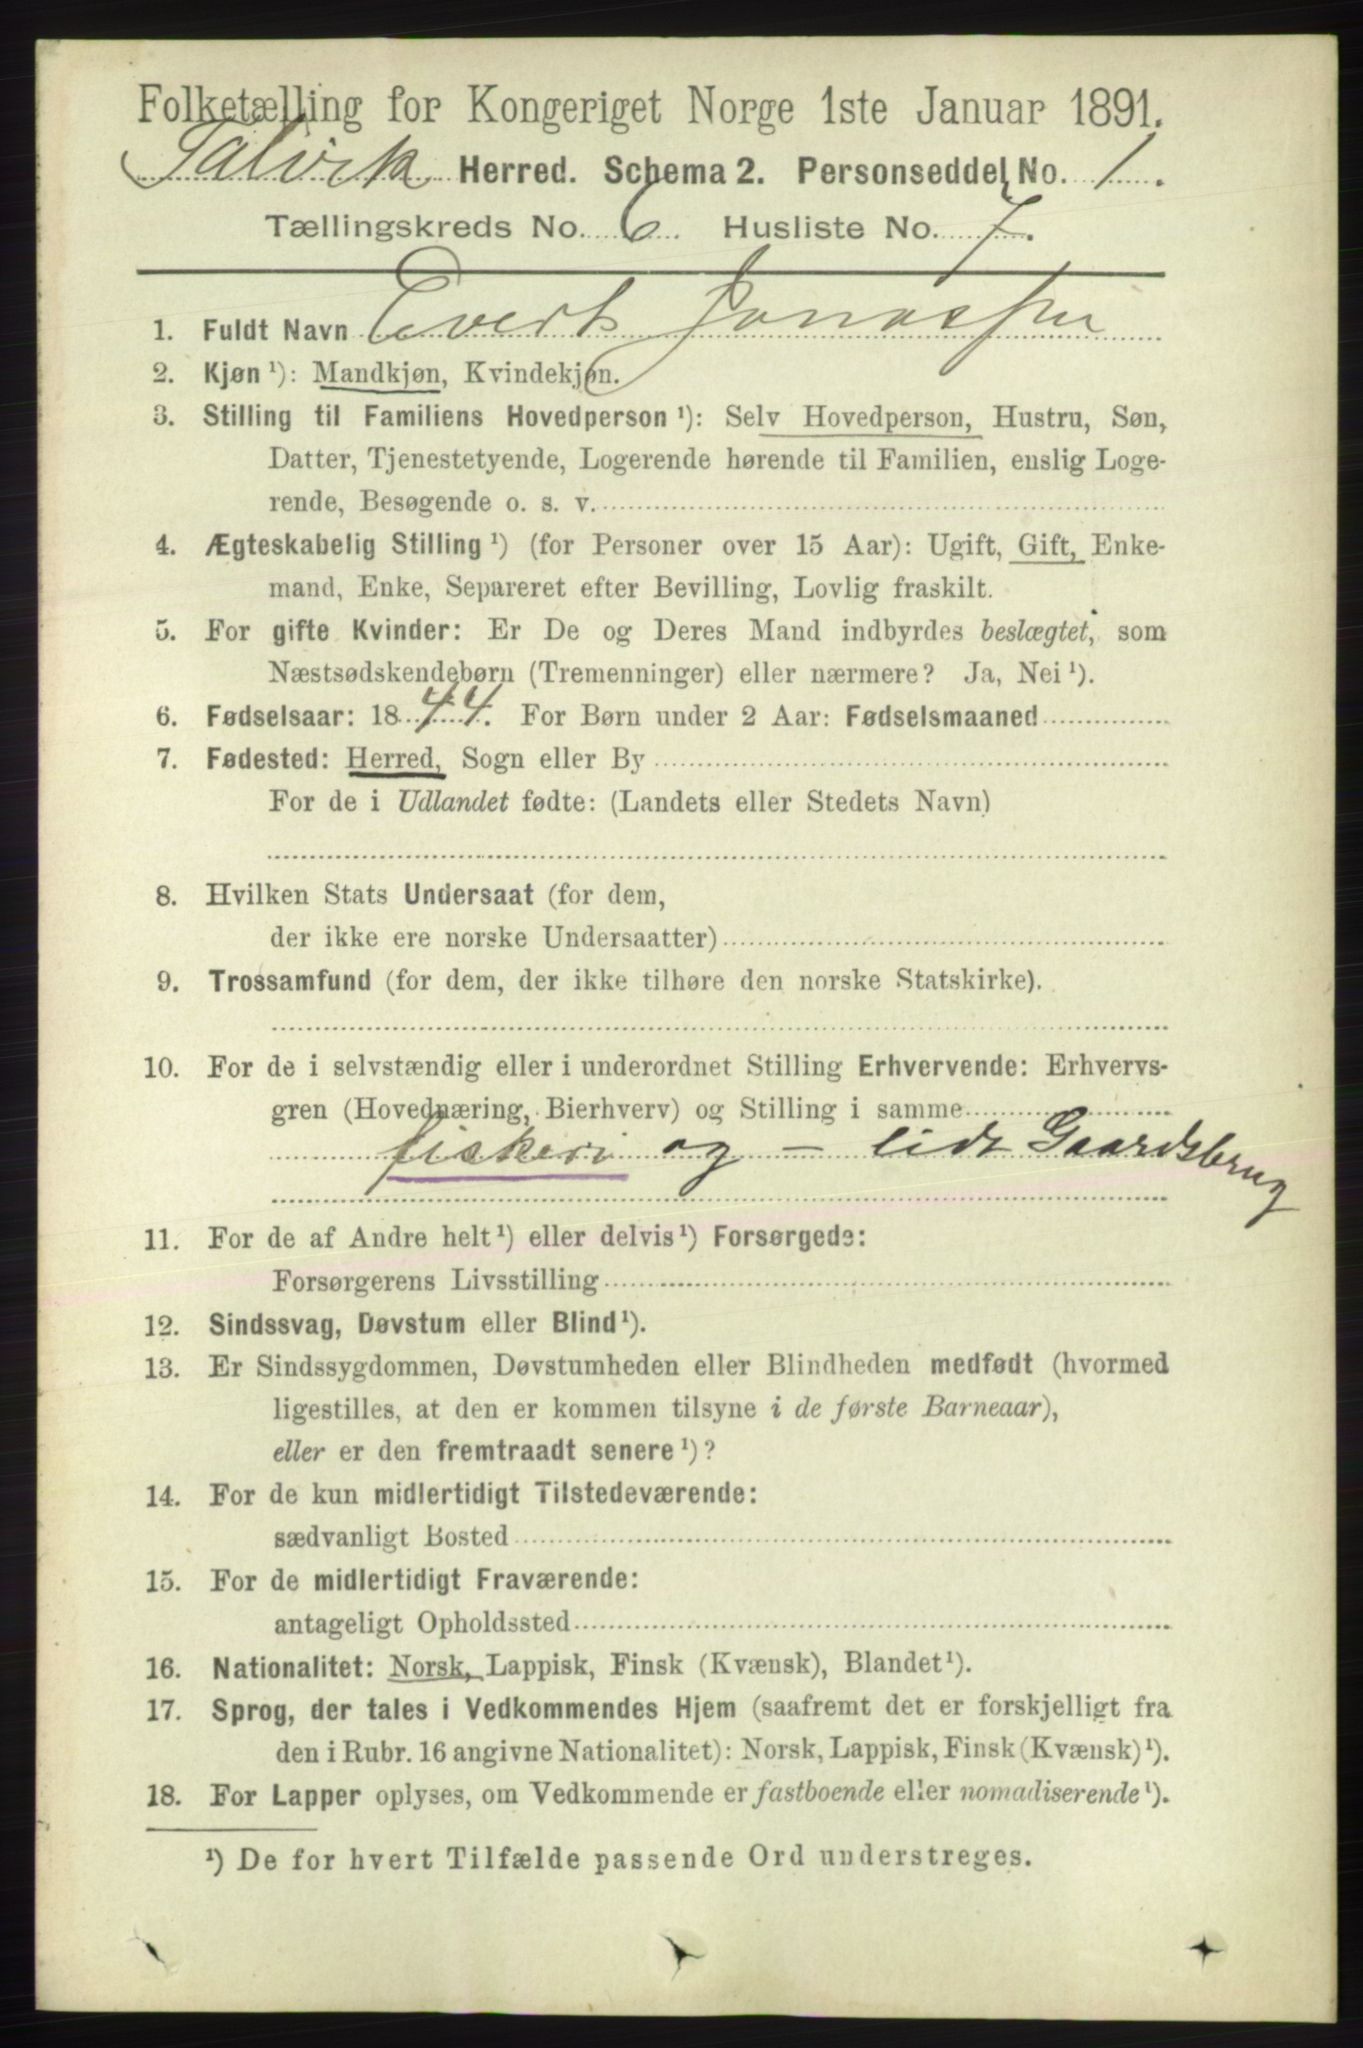 Folketælling for Kongeriget Norge 1ste Januar 1891.
Talvik Herred. Schema 2. Personseddel No. 1.
Tællingskreds No. 6. Husliste No. 7.
1. Fuldt Navn Evert Jonassen
2. Kjøn ¹): Mandkjøn, Kvindekjøn.
3. Stilling til Familiens Hovedperson ¹): Selv Hovedperson, Hustru, Søn,
Datter, Tjenestetyende, Logerende hørende til Familien, enslig Loge-
rende, Besøgende o. s. v.
4. Ægteskabelig Stilling ¹) (for Personer over 15 Aar): Ugift, Gift, Enke-
mand, Enke, Separeret efter Bevilling, Lovlig fraskilt.
5. For gifte Kvinder: Er De og Deres Mand indbyrdes beslægtet, som
Næstsødskendebørn (Tremenninger) eller nærmere? Ja, Nei ¹).
6. Fødselsaar: 1844. For Børn under 2 Aar: Fødselsmaaned
7. Fødested: Herred, Sogn eller By
For de i Udlandet fødte: (Landets eller Stedets Navn)
8. Hvilken Stats Undersaat (for dem,
der ikke ere norske Undersaatter)
9. Trossamfund (for dem, der ikke tilhøre den norske Statskirke).
10. For de i selvstændig eller i underordnet Stilling Erhvervende: Erhvervs-
gren (Hovednæring, Bierhverv) og Stilling i samme
fiskeri og – lidt Gaardsbrug
11. For de af Andre helt ¹) eller delvis ¹) Forsørgede:
Forsørgerens Livsstilling
12. Sindssvag, Døvstum eller Blind ¹).
13. Er Sindssygdommen, Døvstumheden eller Blindheden medfødt (hvormed
ligestilles, at den er kommen tilsyne i de første Barneaar),
eller er den fremtraadt senere ¹)?
14. For de kun midlertidigt Tilstedeværende:
sædvanligt Bosted
15. For de midlertidigt Fraværende:
antageligt Opholdssted
16. Nationalitet: Norsk, Lappisk, Finsk (Kvænsk), Blandet ¹).
17. Sprog, der tales i Vedkommendes Hjem (saafremt det er forskjelligt fra
den i Rubr. 16 angivne Nationalitet): Norsk, Lappisk, Finsk (Kvænsk) ¹).
18. For Lapper oplyses, om Vedkommende er fastboende eller nomadiserende ¹).
¹) De for hvert Tilfælde passende Ord understreges.